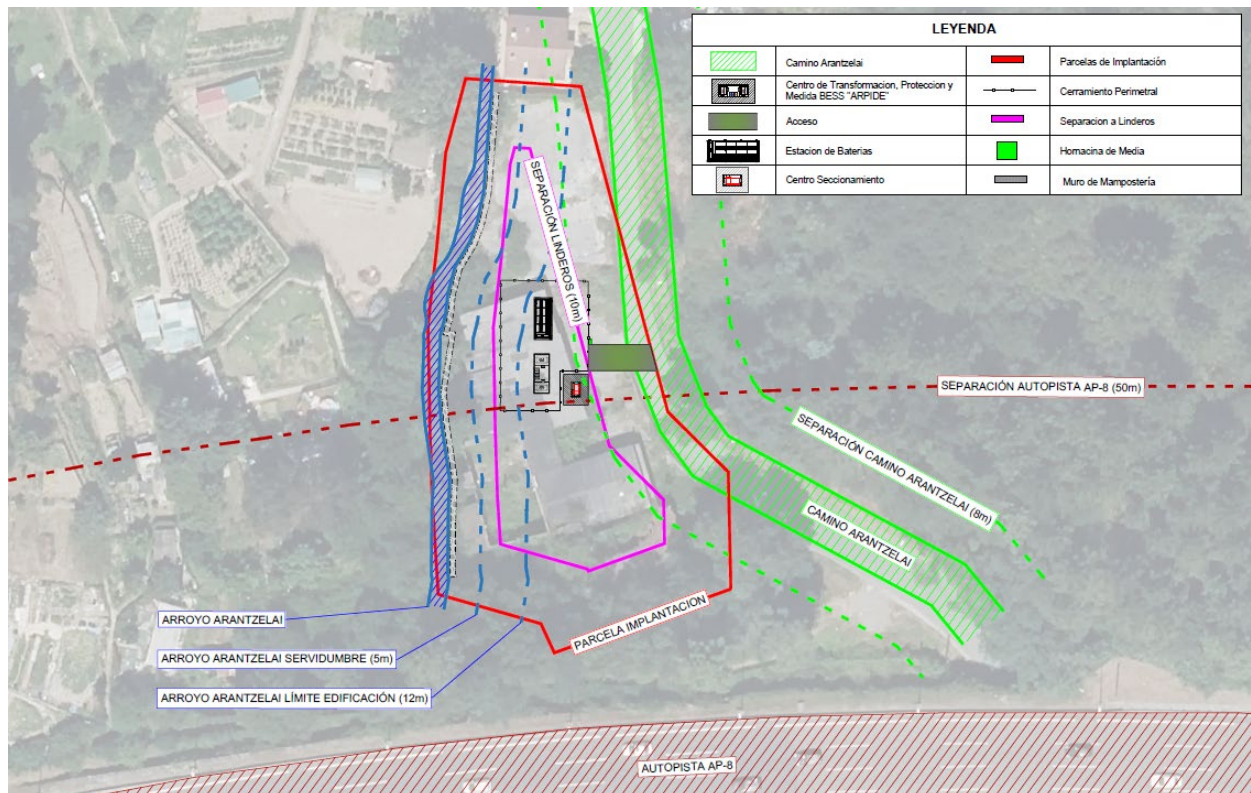 LEYENDA
Camino Arantzelai
Parcelas de Implantación
Centro de Transformacion, Proteccion y
Medida BESS "ARPIDE"
Cerramiento Perimetral
Acceso
Separacion a Linderos
Estacion de Baterias
Hornacina de Media
Centro Seccionamiento
Muro de Mampostería
SEPARACIÓN LINDEROS (10m)
SEPARACIÓN AUTOPISTA AP-8 (50m)
SEPARACIÓN CAMINO ARANTZELAI (8m)
CAMINO ARANTZELAI
PARCELA IMPLANTACION
ARROYO ARANTZELAI
ARROYO ARANTZELAI SERVIDUMBRE (5m)
ARROYO ARANTZELAI LÍMITE EDIFICACIÓN (12m)
AUTOPISTA AP-8